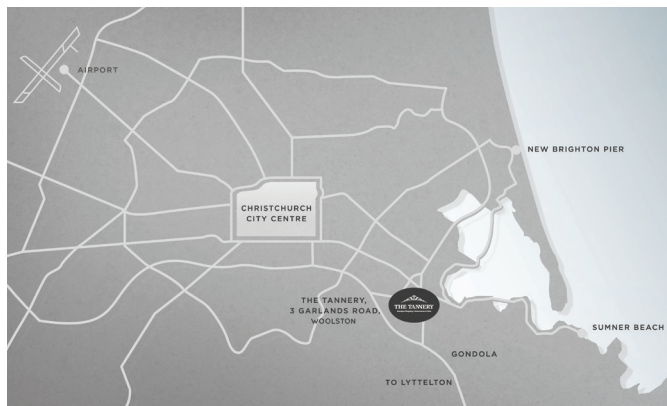 AIRPORT
NEW BRIGHTON PIER
CHRISTCHURCH
CITY CENTRE
THE TANNERY,
3 GARLANDS ROAD,
WOOLSTON
THE TANNERY
SUMNER BEACH
GONDOLA
TO LYTTELTON